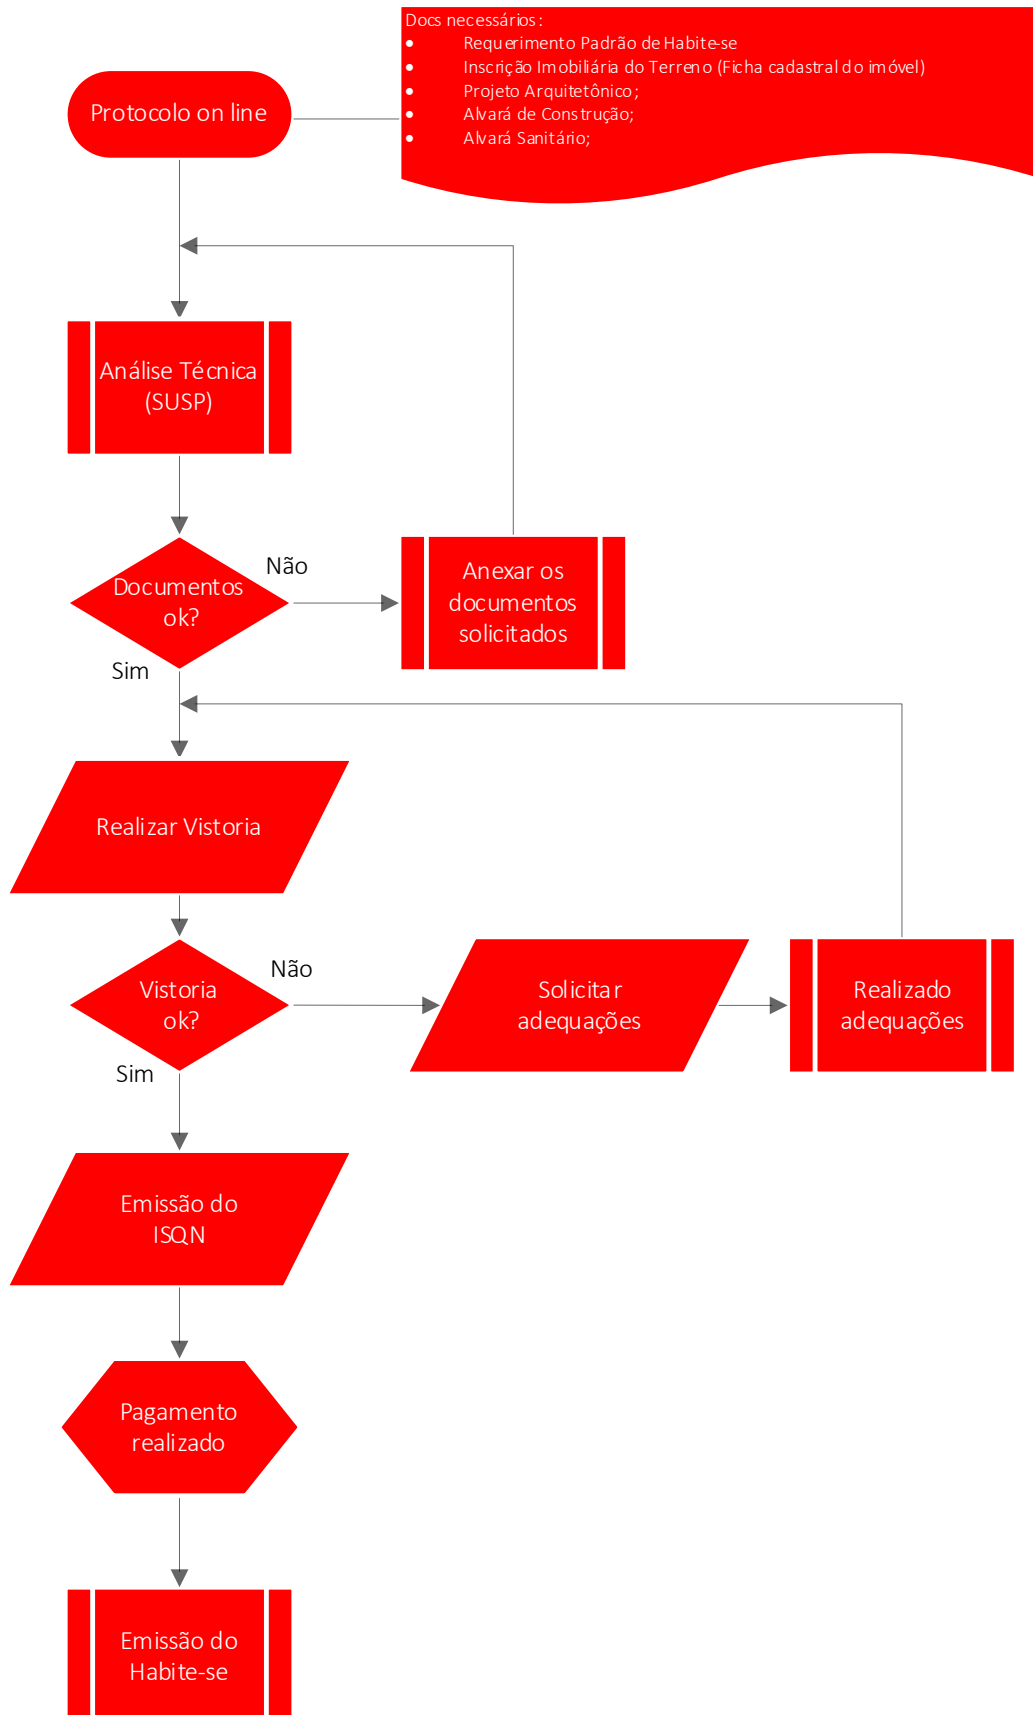 Docs necessários:
• Requerimento Padrão de Habite-se
• Inscrição Imobiliária do Terreno (Ficha cadastral do imóvel)
• Projeto Arquitetônico;
• Alvará de Construção;
• Alvará Sanitário;
Protocolo on line
Análise Técnica
(SUSP)
Documentos
ok?
Não
Anexar os
documentos
solicitados
Sim
Realizar Vistoria
Vistoria
ok?
Não
Solicitar
adequações
Realizado
adequações
Sim
Emissão do
ISQN
Pagamento
realizado
Emissão do
Habite-se